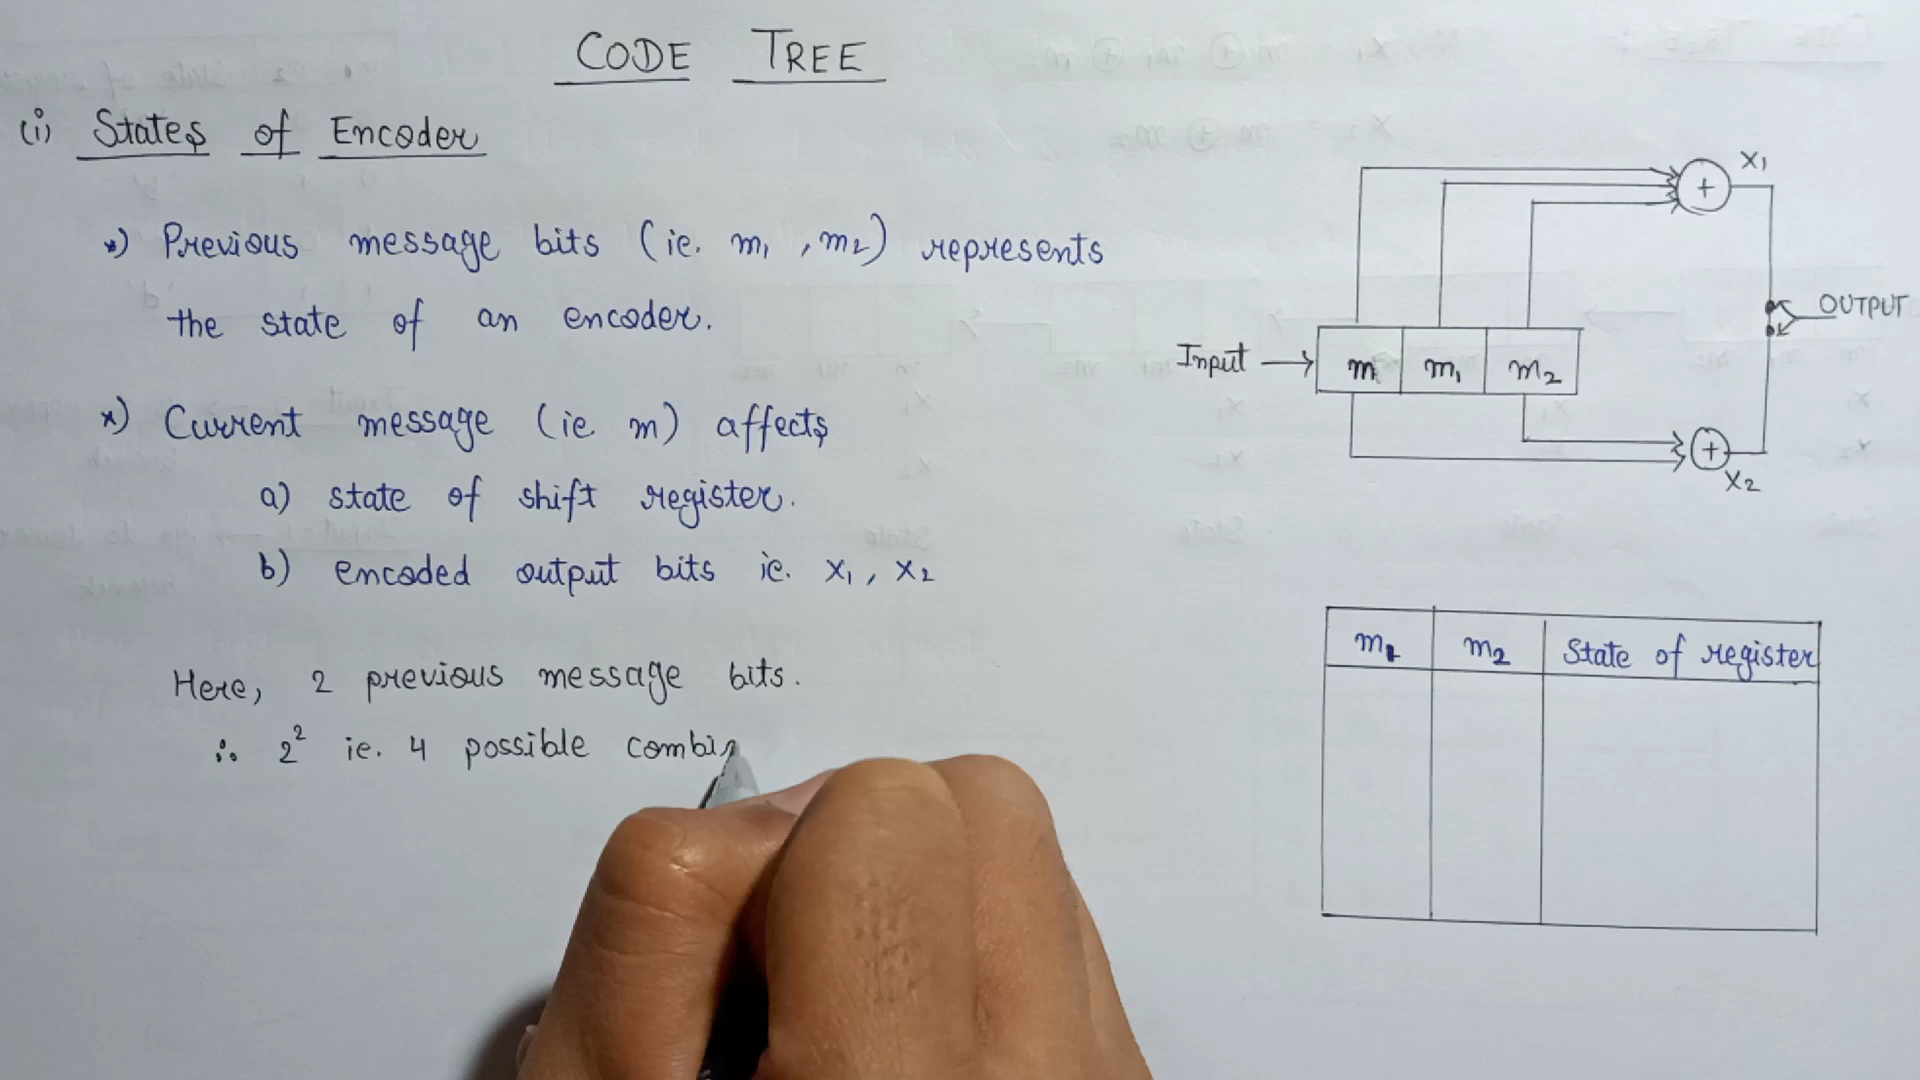 CODE TREE
(i) States of Encoder
*) Previous message bits (ie. m1, m2) represents
the state of an encoder.
*) Current message (ie m) affects
a) state of shift register.
b) encoded output bits ie. x1, x2
Here, 2 previous message bits.
∴ 2² ie. 4 possible combin
X1
OUTPUT
Input → m m1 m2
X2
m1 m2 State of register